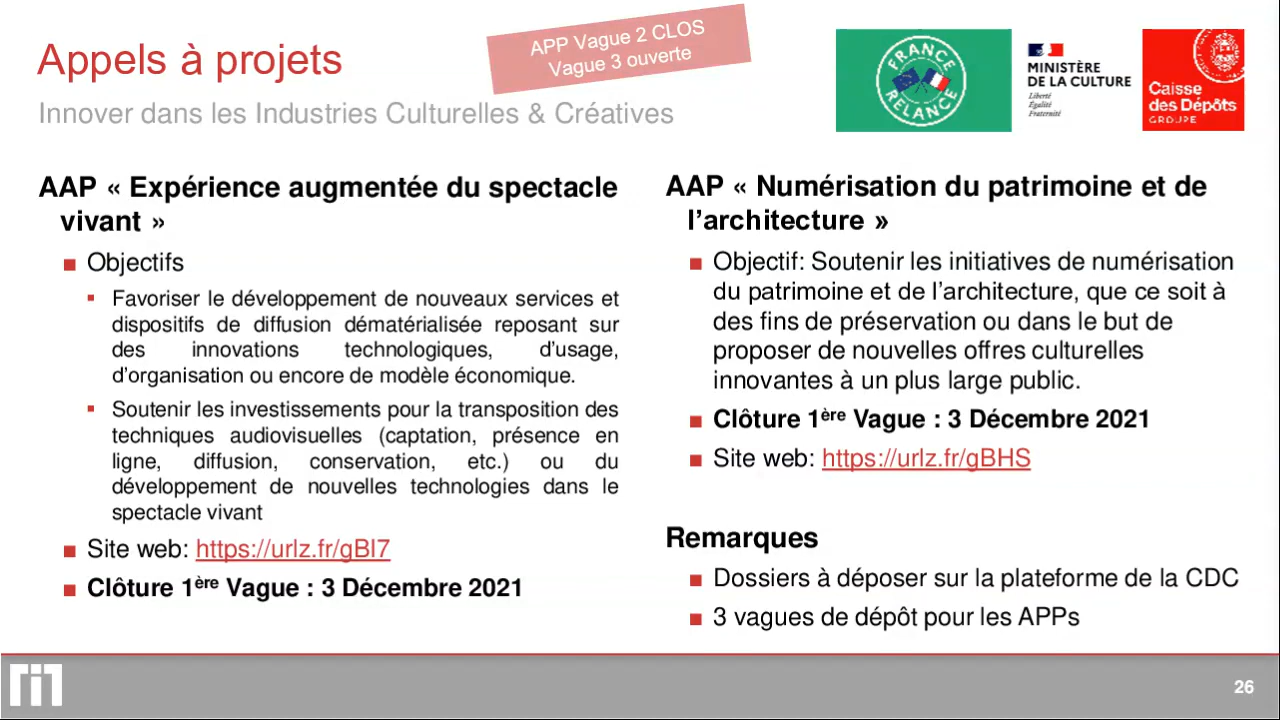 Appels à projets
APP Vague 2 CLOS
Vague 3 ouverte
Innover dans les Industries Culturelles & Créatives
FRANCE
RELANCE
MINISTÈRE
DE LA CULTURE
Liberté
Égalité
Fraternité
Caisse
des Dépôts
GROUPE
AAP « Expérience augmentée du spectacle
vivant »
Objectifs
Favoriser le développement de nouveaux services et
dispositifs de diffusion dématérialisée reposant sur
des innovations technologiques, d’usage,
d’organisation ou encore de modèle économique.
Soutenir les investissements pour la transposition des
techniques audiovisuelles (captation, présence en
ligne, diffusion, conservation, etc.) ou du
développement de nouvelles technologies dans le
spectacle vivant
Site web: https://urlz.fr/gBI7
Clôture 1ère Vague : 3 Décembre 2021
AAP « Numérisation du patrimoine et de
l’architecture »
Objectif: Soutenir les initiatives de numérisation
du patrimoine et de l’architecture, que ce soit à
des fins de préservation ou dans le but de
proposer de nouvelles offres culturelles
innovantes à un plus large public.
Clôture 1ère Vague : 3 Décembre 2021
Site web: https://urlz.fr/gBHS
Remarques
Dossiers à déposer sur la plateforme de la CDC
3 vagues de dépôt pour les APPs
26